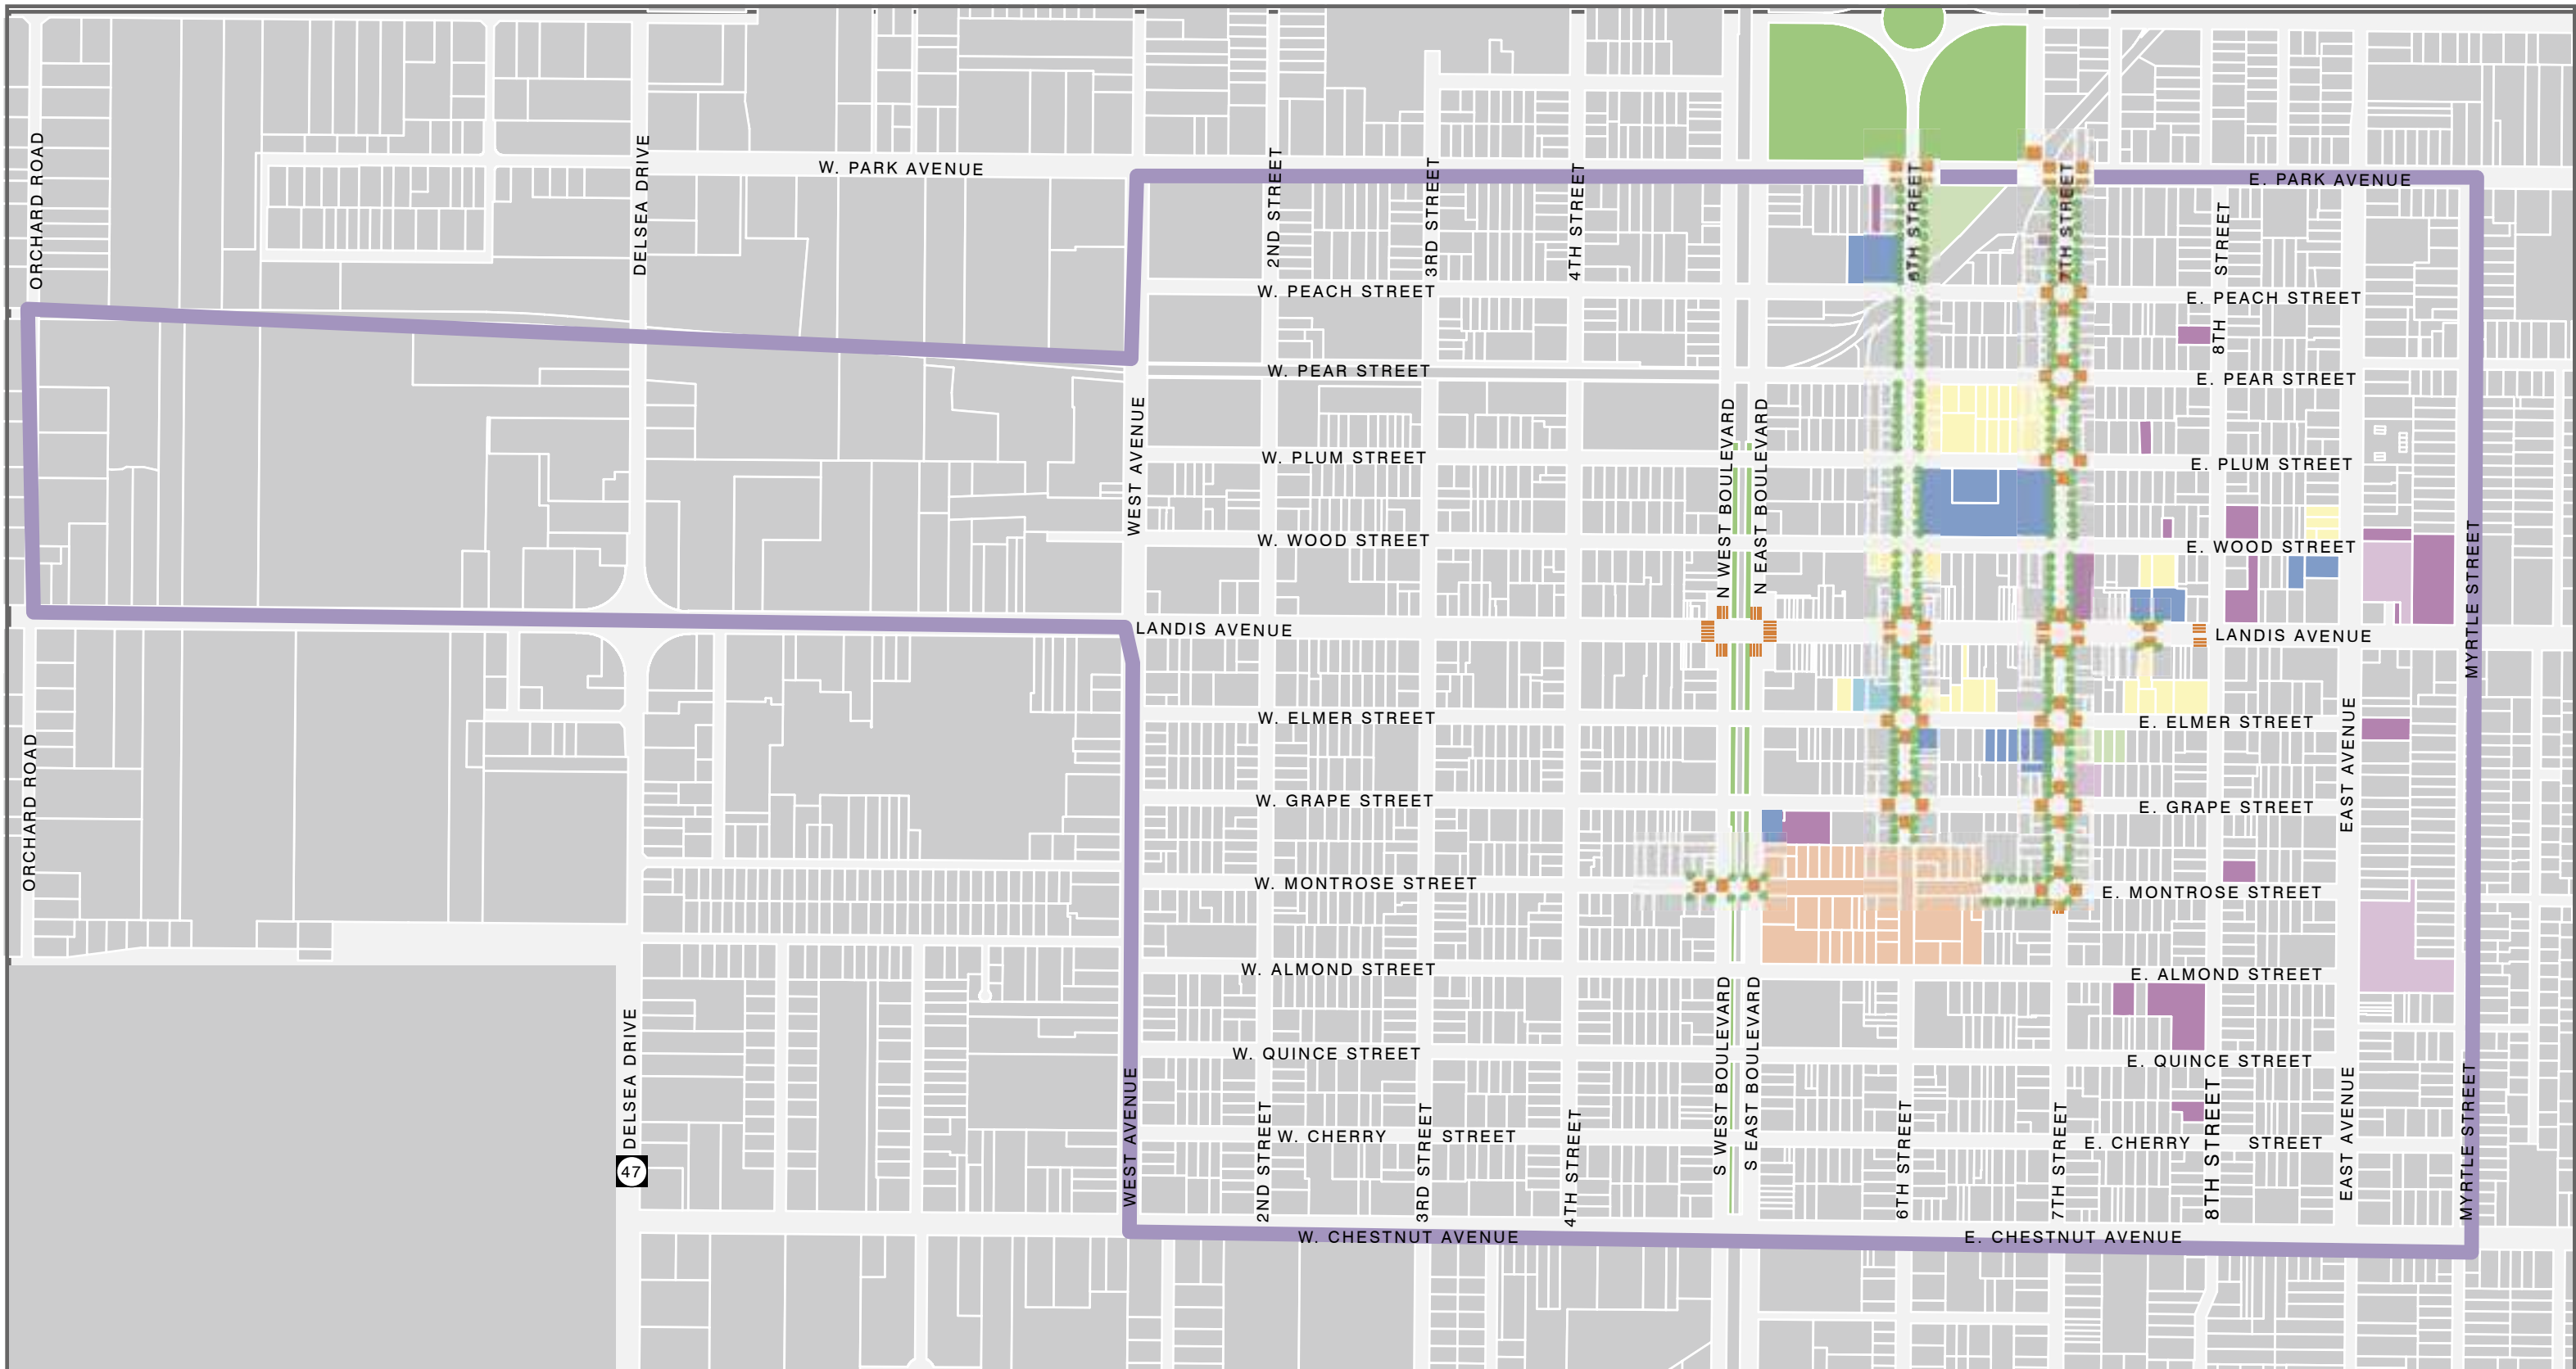 ORCHARD ROAD
DELSEA DRIVE
W. PARK AVENUE
2ND STREET
3RD STREET
4TH STREET
6TH STREET
7TH STREET
E. PARK AVENUE
8TH STREET
W. PEACH STREET
E. PEACH STREET
W. PEAR STREET
E. PEAR STREET
WEST AVENUE
N WEST BOULEVARD
N EAST BOULEVARD
W. PLUM STREET
E. PLUM STREET
W. WOOD STREET
E. WOOD STREET
MYRTLE STREET
LANDIS AVENUE
LANDIS AVENUE
W. ELMER STREET
E. ELMER STREET
EAST AVENUE
ORCHARD ROAD
W. GRAPE STREET
E. GRAPE STREET
W. MONTROSE STREET
E. MONTROSE STREET
W. ALMOND STREET
E. ALMOND STREET
DELSEA DRIVE
47
WEST AVENUE
S WEST BOULEVARD
S EAST BOULEVARD
W. QUINCE STREET
E. QUINCE STREET
2ND STREET
W. CHERRY STREET
3RD STREET
4TH STREET
6TH STREET
7TH STREET
E. CHERRY STREET
8TH STREET
EAST AVENUE
MYRTLE STREET
W. CHESTNUT AVENUE
E. CHESTNUT AVENUE